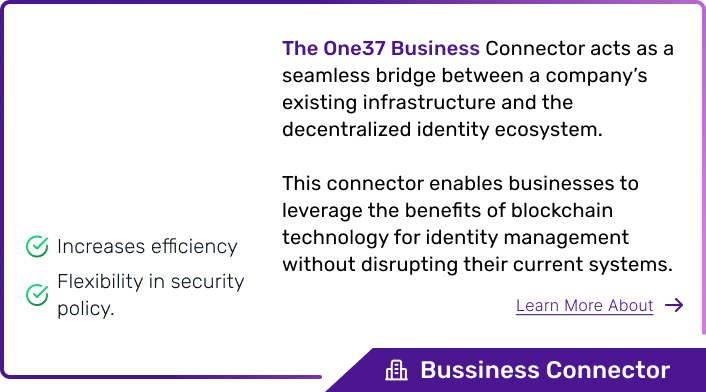 The One37 Business Connector acts as a
seamless bridge between a company’s
existing infrastructure and the
decentralized identity ecosystem.
This connector enables businesses to
leverage the benefits of blockchain
technology for identity management
without disrupting their current systems.
Increases efficiency
Flexibility in security
policy.
Learn More About
Bussiness Connector